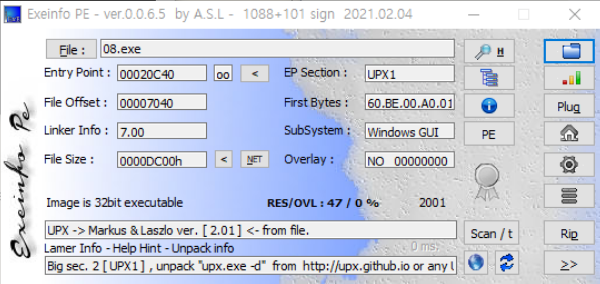 Exeinfo PE - ver.0.0.6.5 by A.S.L - 1088+101 sign 2021.02.04
File : 08.exe H
Entry Point : 00020C40 oo < EP Section : UPX1
File Offset : 00007040 First Bytes : 60.BE.00.A0.01 Plug
Linker Info : 7.00 SubSystem : Windows GUI PE
File Size : 0000DC00h < NET Overlay : NO 00000000
Image is 32bit executable RES/OVL : 47 / 0 % 2001
UPX -> Markus & Laszlo ver. [ 2.01 ] <- from file. Scan / t Rip
Lamer Info - Help Hint - Unpack info 0 ms.
Big sec. 2 [ UPX1 ] , unpack "upx.exe -d" from http://upx.github.io or any >>
Exeinfo Pe